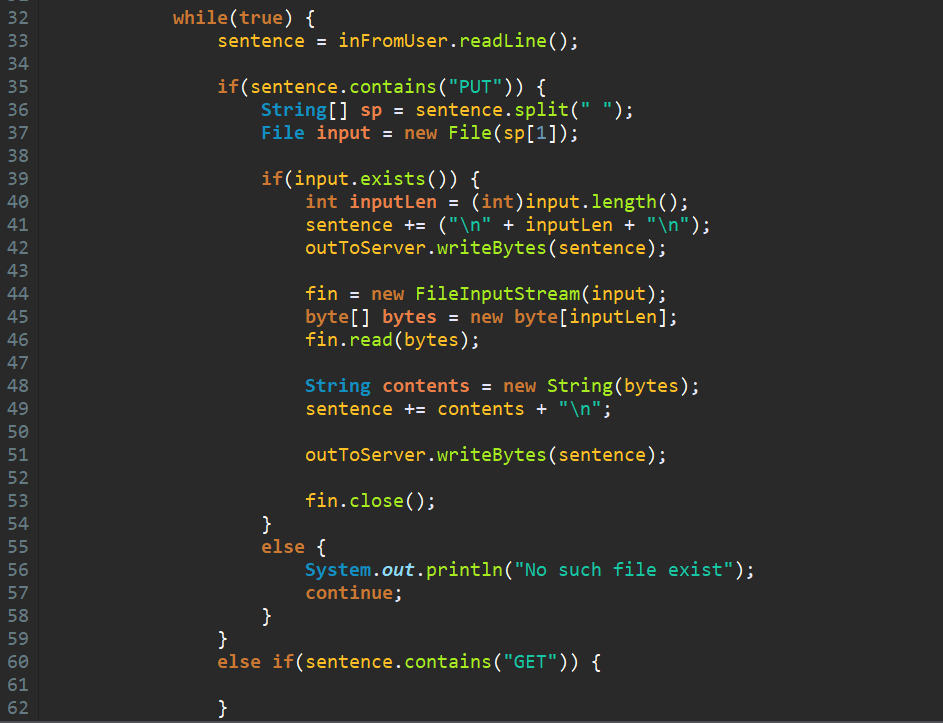 32 while(true) {
33 sentence = inFromUser.readLine();
34
35 if(sentence.contains("PUT")) {
36 String[] sp = sentence.split(" ");
37 File input = new File(sp[1]);
38
39 if(input.exists()) {
40 int inputLen = (int)input.length();
41 sentence += ("\n" + inputLen + "\n");
42 outToServer.writeBytes(sentence);
43
44 fin = new FileInputStream(input);
45 byte[] bytes = new byte[inputLen];
46 fin.read(bytes);
47
48 String contents = new String(bytes);
49 sentence += contents + "\n";
50
51 outToServer.writeBytes(sentence);
52
53 fin.close();
54 }
55 else {
56 System.out.println("No such file exist");
57 continue;
58 }
59 }
60 else if(sentence.contains("GET")) {
61
62 }